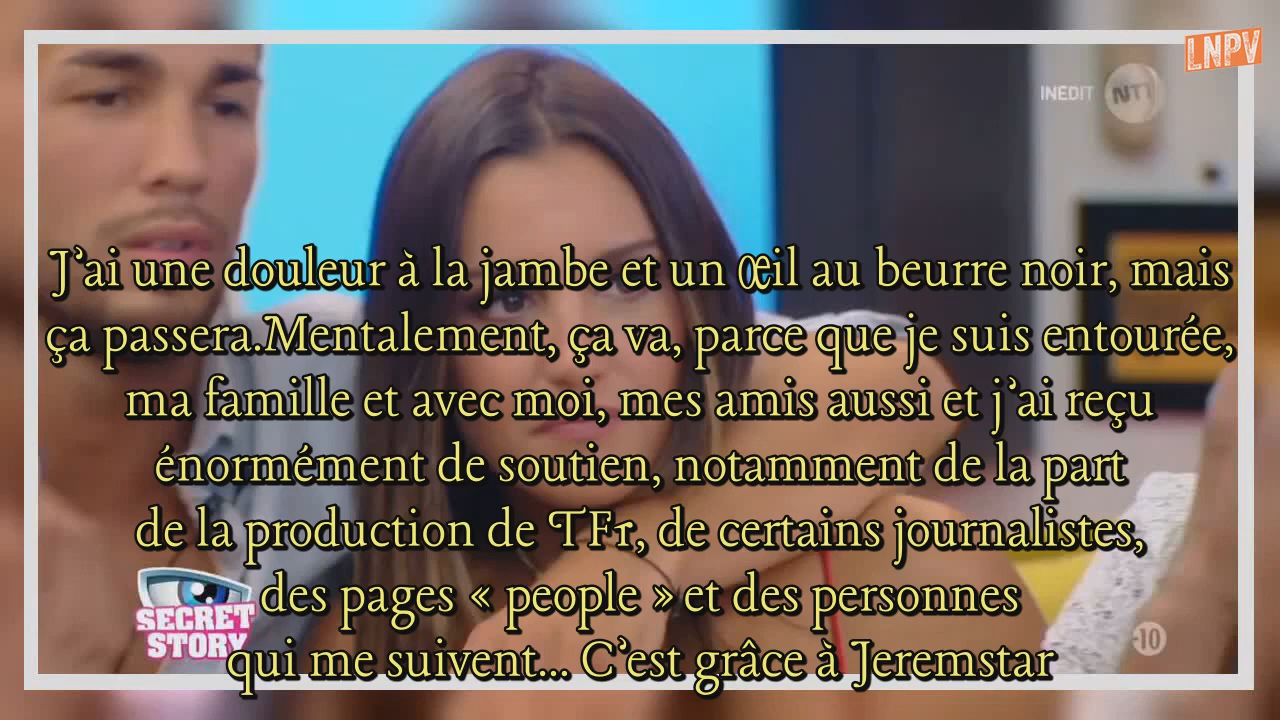 LNPV
INÉDIT NT1
J'ai une douleur à la jambe et un œil au beurre noir, mais
ça passera.Mentalement, ça va, parce que je suis entourée,
ma famille et avec moi, mes amis aussi et j'ai reçu
énormément de soutien, notamment de la part
de la production de TF1, de certains journalistes,
des pages « people » et des personnes
qui me suivent... C'est grâce à Jeremstar
SECRET
STORY
-10